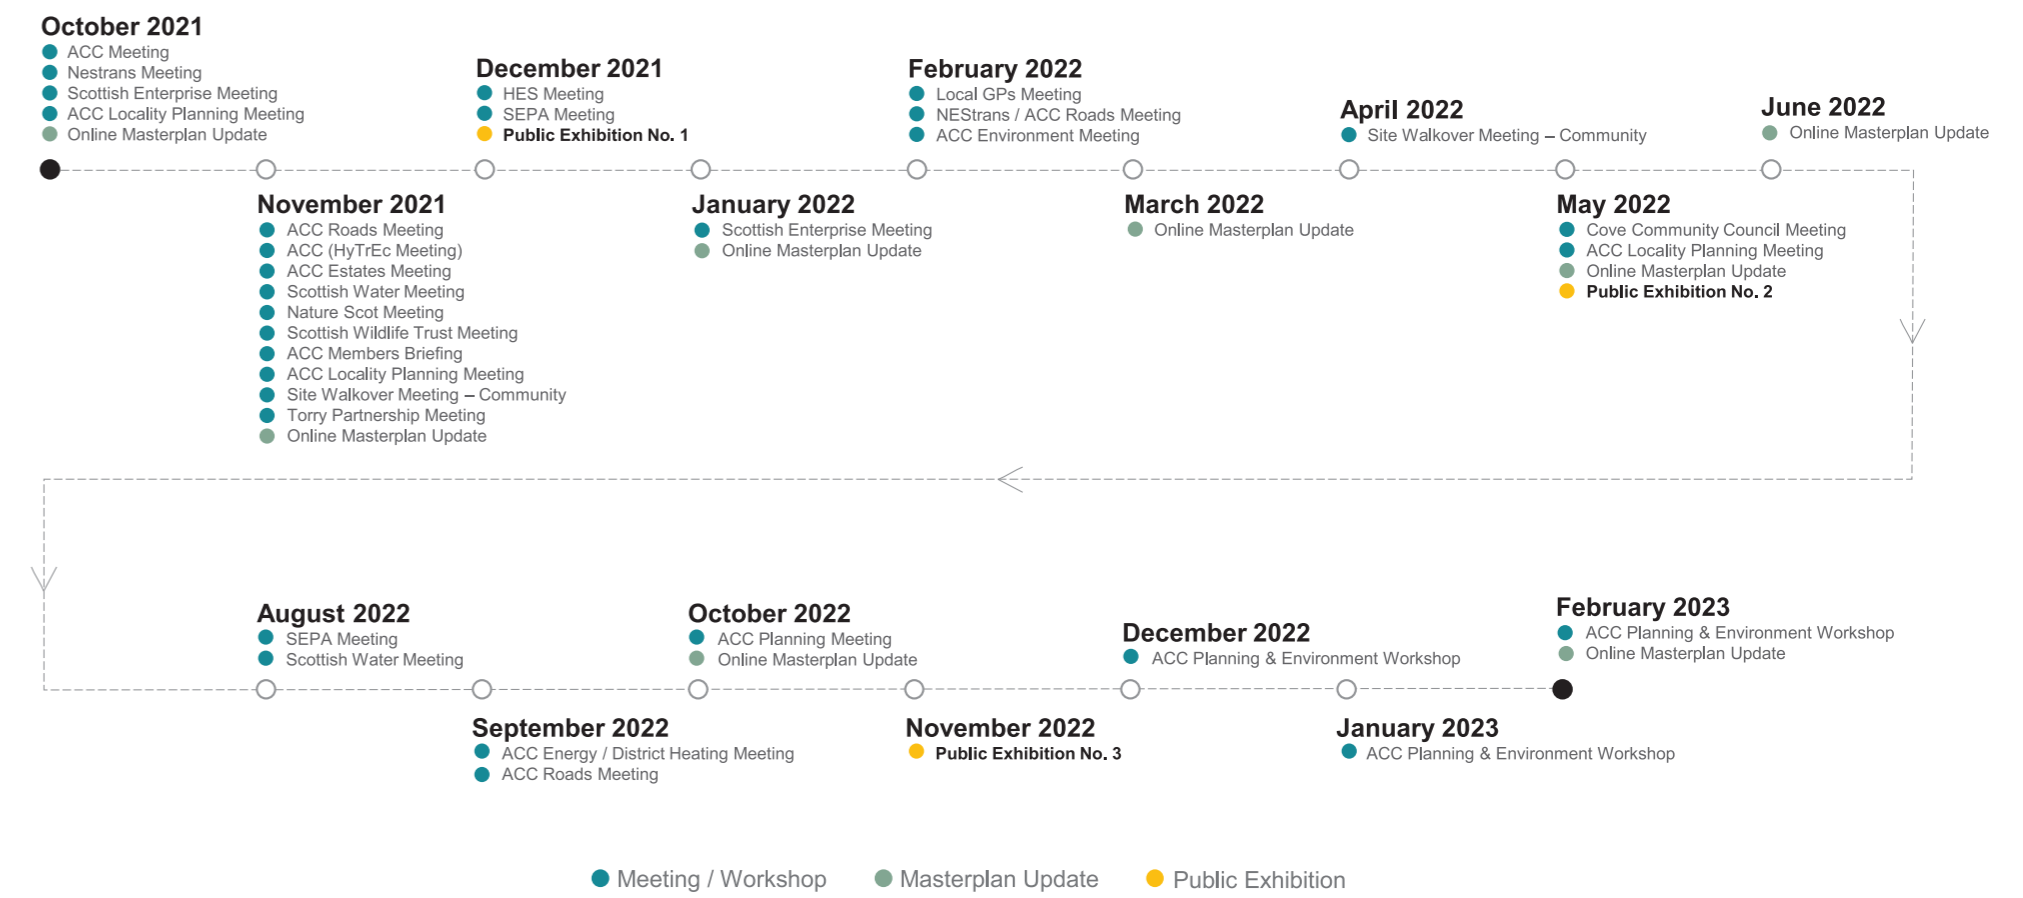 October 2021
ACC Meeting
Nestrans Meeting
Scottish Enterprise Meeting
ACC Locality Planning Meeting
Online Masterplan Update
November 2021
ACC Roads Meeting
ACC (HyTrEc Meeting)
ACC Estates Meeting
Scottish Water Meeting
Nature Scot Meeting
Scottish Wildlife Trust Meeting
ACC Members Briefing
ACC Locality Planning Meeting
Site Walkover Meeting – Community
Torry Partnership Meeting
Online Masterplan Update
December 2021
HES Meeting
SEPA Meeting
Public Exhibition No. 1
January 2022
Scottish Enterprise Meeting
Online Masterplan Update
February 2022
Local GPs Meeting
NEStrans / ACC Roads Meeting
ACC Environment Meeting
March 2022
Online Masterplan Update
April 2022
Site Walkover Meeting – Community
May 2022
Cove Community Council Meeting
ACC Locality Planning Meeting
Online Masterplan Update
Public Exhibition No. 2
June 2022
Online Masterplan Update
August 2022
SEPA Meeting
Scottish Water Meeting
September 2022
ACC Energy / District Heating Meeting
ACC Roads Meeting
October 2022
ACC Planning Meeting
Online Masterplan Update
November 2022
Public Exhibition No. 3
December 2022
ACC Planning & Environment Workshop
January 2023
ACC Planning & Environment Workshop
February 2023
ACC Planning & Environment Workshop
Online Masterplan Update
Meeting / Workshop
Masterplan Update
Public Exhibition